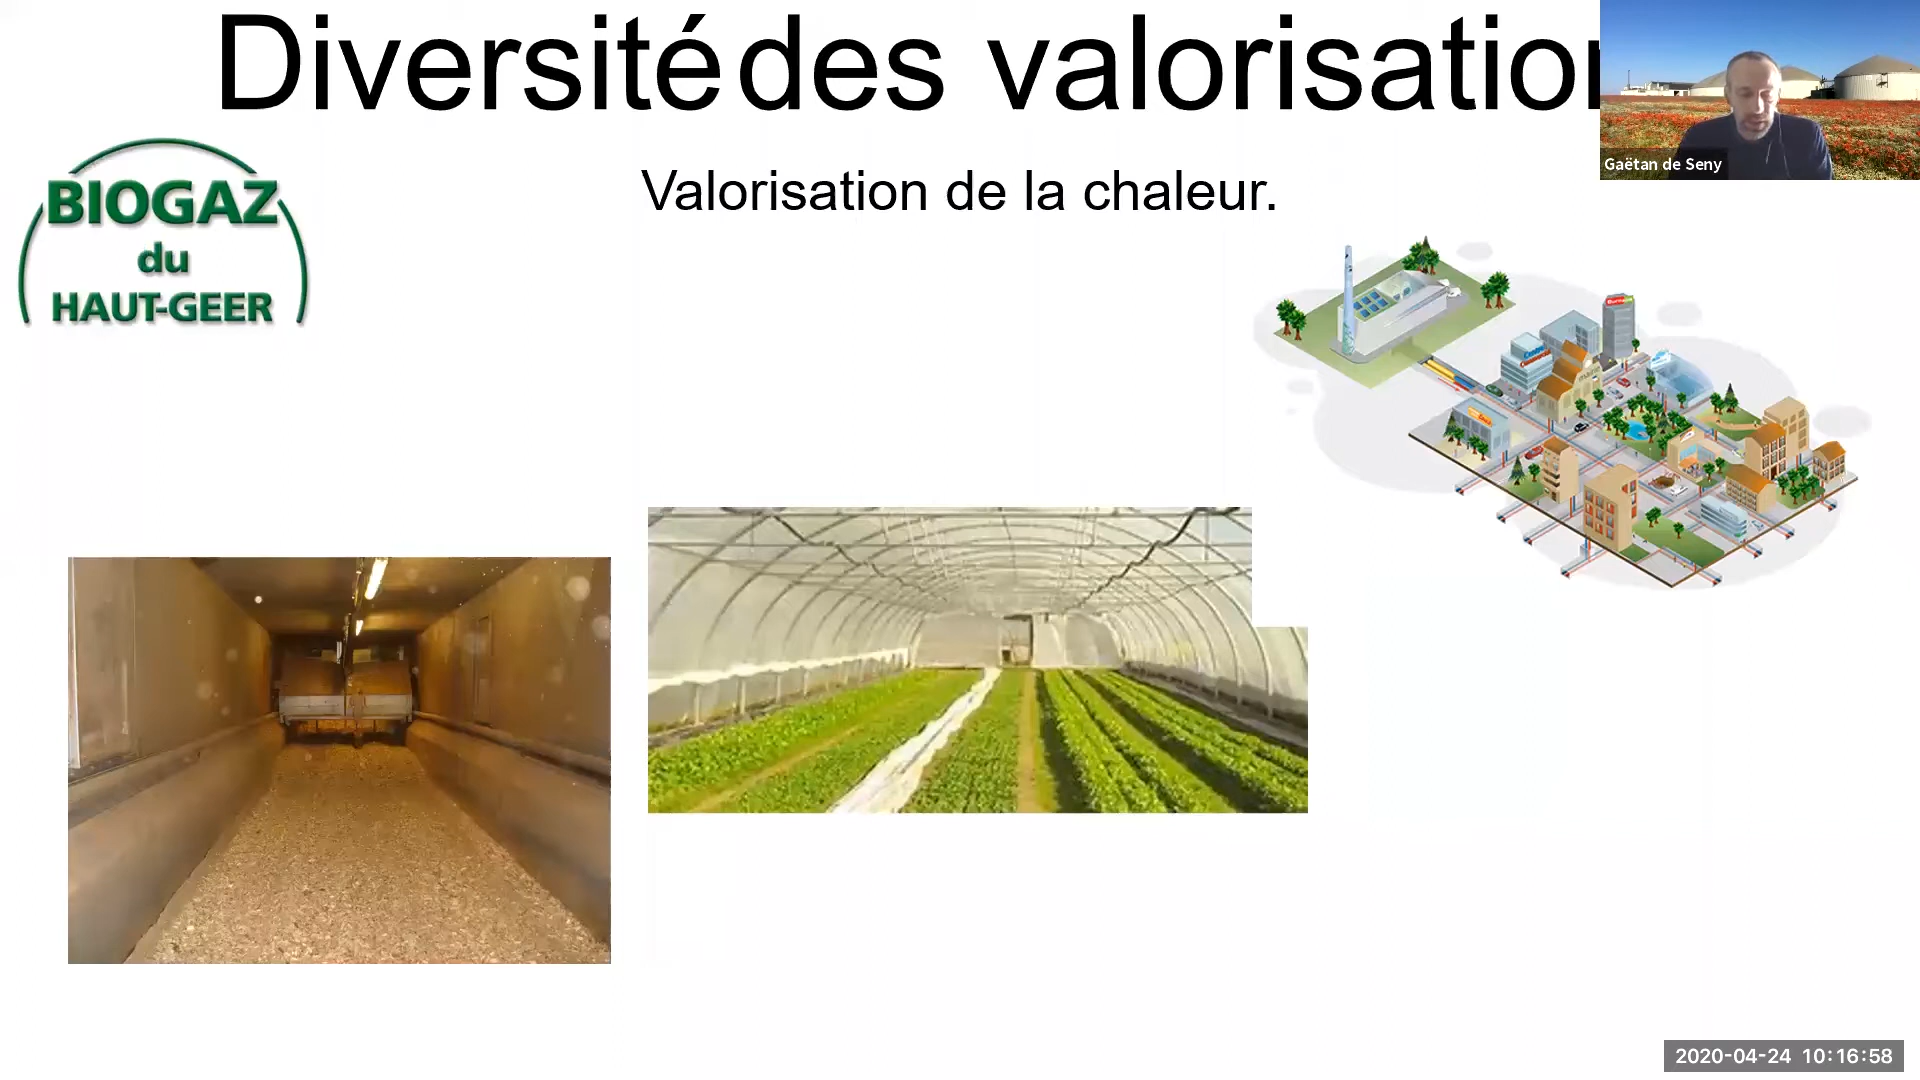 Diversité des valorisation
Gaëtan de Seny
Valorisation de la chaleur.
BIOGAZ
du
HAUT-GEER
2020-04-24 10:16:58